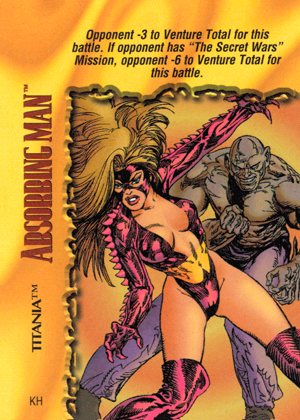 Opponent -3 to Venture Total for this
battle. If opponent has "The Secret Wars"
Mission, opponent -6 to Venture Total for
this battle.
ABSORBING MAN™
TITANIA™
KH